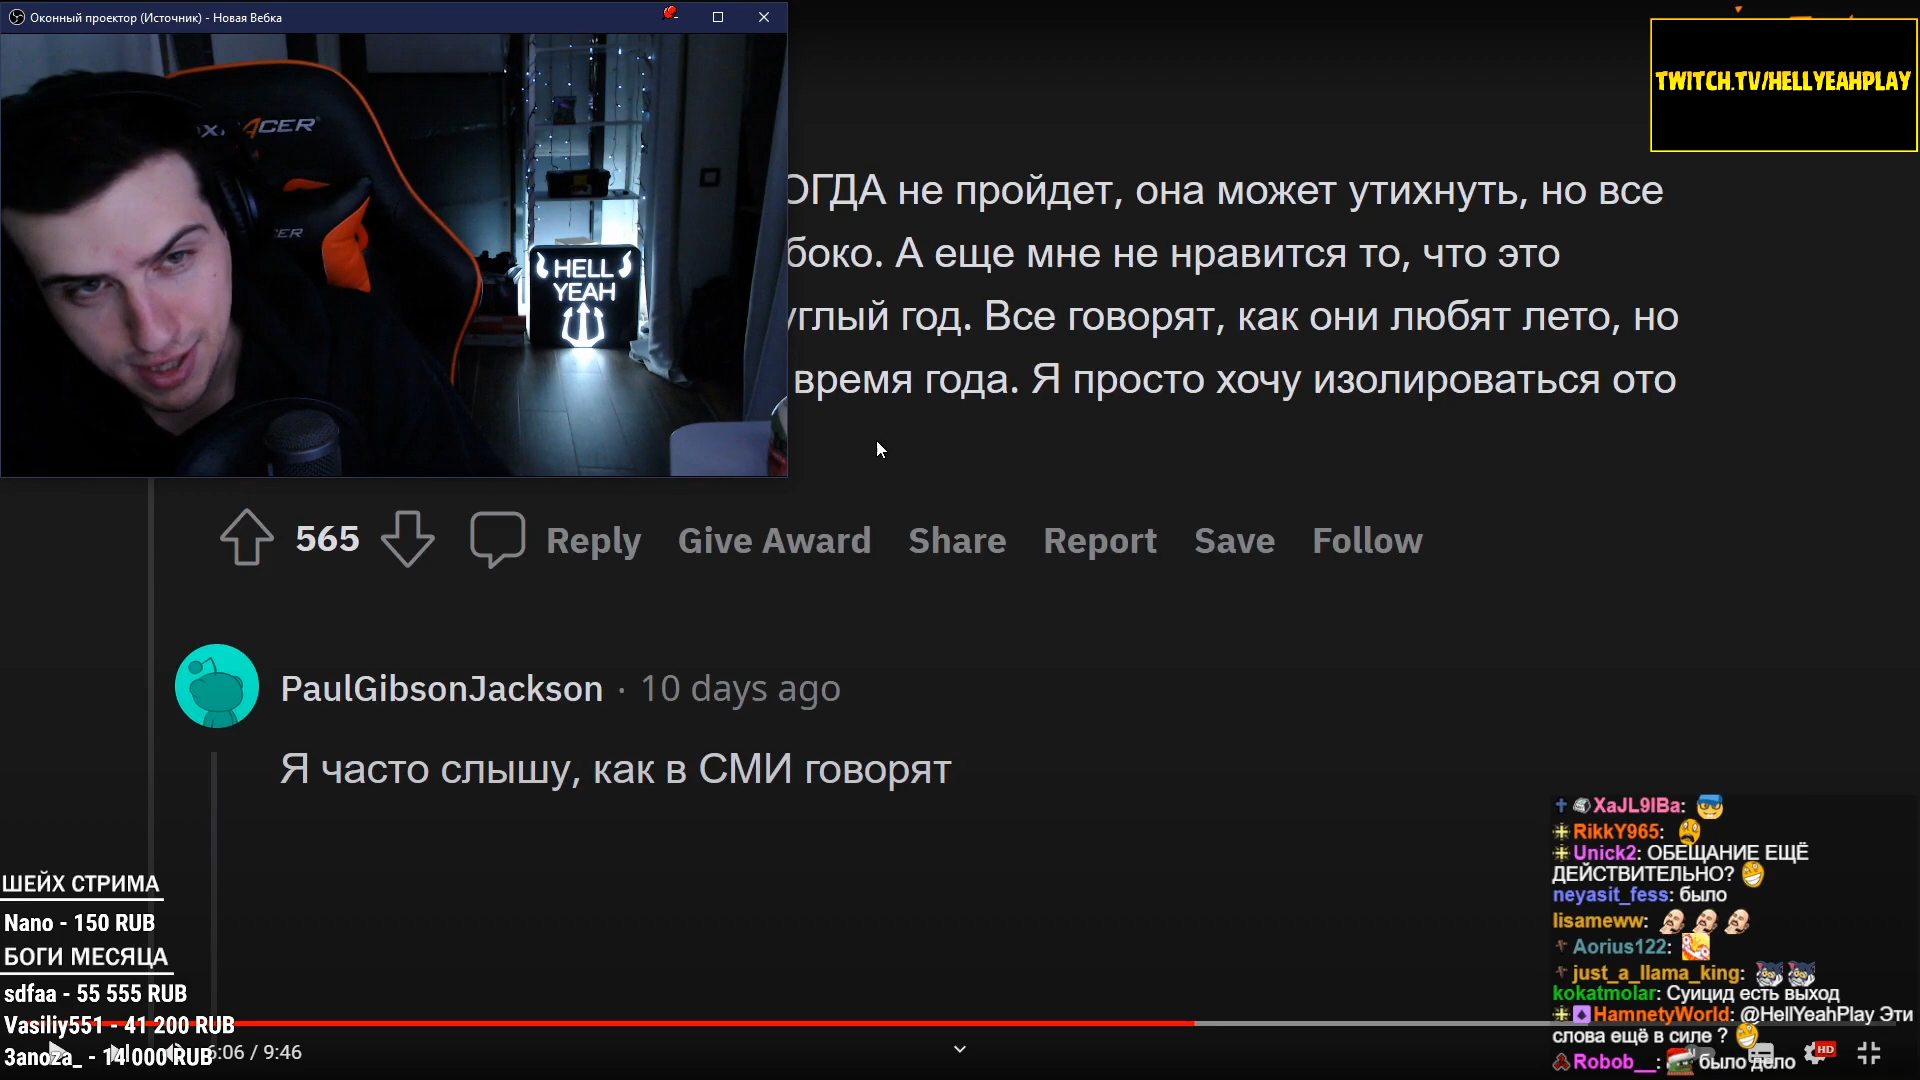 Оконный проектор (Источник) - Новая Вебка
TWITCH.TV/HELLYEAHPLAY
HELL
YEAH
ОГДА не пройдет, она может утихнуть, но все
боко. А еще мне не нравится то, что это
углый год. Все говорят, как они любят лето, но
время года. Я просто хочу изолироваться ото
565 Reply Give Award Share Report Save Follow
PaulGibsonJackson · 10 days ago
Я часто слышу, как в СМИ говорят
ШЕЙХ СТРИМА
Nano - 150 RUB
БОГИ МЕСЯЦА
sdfaa - 55 555 RUB
Vasiliy551 - 41 200 RUB
3anoza_ - 14 000 RUB
6:06 / 9:46
XaJL9IBa:
RikkY965:
Unick2: ОБЕЩАНИЕ ЕЩЁ
ДЕЙСТВИТЕЛЬНО?
neyasit_fess: было
lisameww:
Aorius122:
just_a_llama_king:
kokatmolar: Суицид есть выход
HamnetyWorld: @HellYeahPlay Эти
слова ещё в силе ?
Robob__: было дело
HD